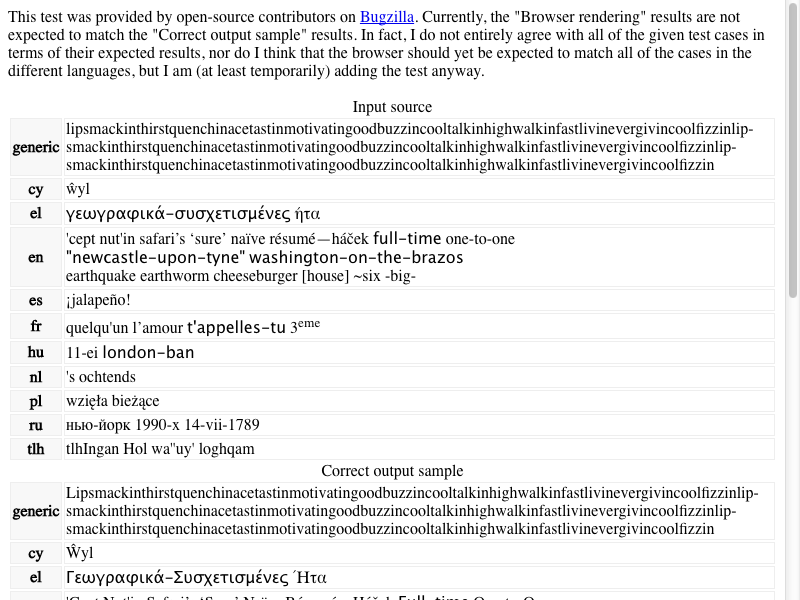 This test was provided by open-source contributors on Bugzilla. Currently, the "Browser rendering" results are not
expected to match the "Correct output sample" results. In fact, I do not entirely agree with all of the given test cases in
terms of their expected results, nor do I think that the browser should yet be expected to match all of the cases in the
different languages, but I am (at least temporarily) adding the test anyway.
Input source
generic lipsmackinthirstquenchinacetastinmotivatingoodbuzzincooltalkinhighwalkinfastlivinevergivincoolfizzinlip-
smackinthirstquenchinacetastinmotivatingoodbuzzincooltalkinhighwalkinfastlivinevergivincoolfizzinlip-
smackinthirstquenchinacetastinmotivatingoodbuzzincooltalkinhighwalkinfastlivinevergivincoolfizzin
cy ŵyl
el γεωγραφικά-συσχετισμένες ήτα
en 'cept nut'in safari’s ‘sure’ naïve résumé—háček full-time one-to-one
"newcastle-upon-tyne" washington-on-the-brazos
earthquake earthworm cheeseburger [house] ~six -big-
es ¡jalapeño!
fr quelqu'un l’amour t'appelles-tu 3eme
hu 11-ei london-ban
nl 's ochtends
pl wzięła bieżące
ru нью-йорк 1990-х 14-vii-1789
tlh tlhIngan Hol wa''uy' loghqam
Correct output sample
generic Lipsmackinthirstquenchinacetastinmotivatingoodbuzzincooltalkinhighwalkinfastlivinevergivincoolfizzinlip-
smackinthirstquenchinacetastinmotivatingoodbuzzincooltalkinhighwalkinfastlivinevergivincoolfizzinlip-
smackinthirstquenchinacetastinmotivatingoodbuzzincooltalkinhighwalkinfastlivinevergivincoolfizzin
cy Ŵyl
el Γεωγραφικά-Συσχετισμένες Ήτα